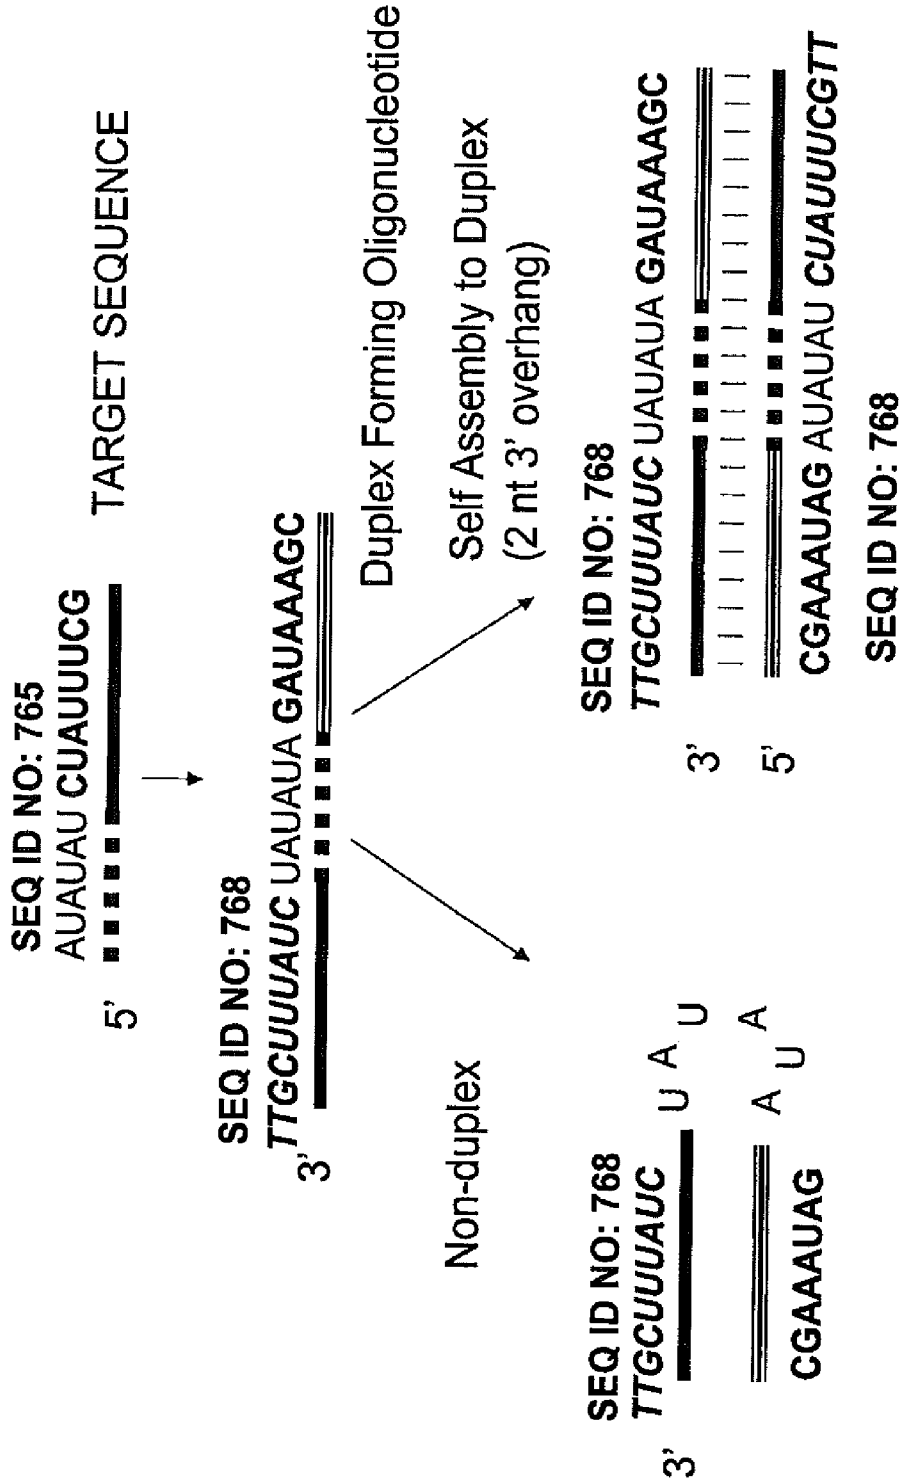 SEQ ID NO: 765
AUAUAU CUAUUUCG
5'
TARGET SEQUENCE
SEQ ID NO: 768
TTGCUUUAUC UAUAUA GAUAAAGC
3'
Duplex Forming Oligonucleotide
Non-duplex
Self Assembly to Duplex
(2 nt 3' overhang)
SEQ ID NO: 768
TTGCUUUAUC
3'
U A U
U A
A U
CGAAAUAG
SEQ ID NO: 768
TTGCUUUAUC UAUAUA GAUAAAGC
3'
5'
CGAAAUAG AUAUAU CUAUUUCGTT
SEQ ID NO: 768